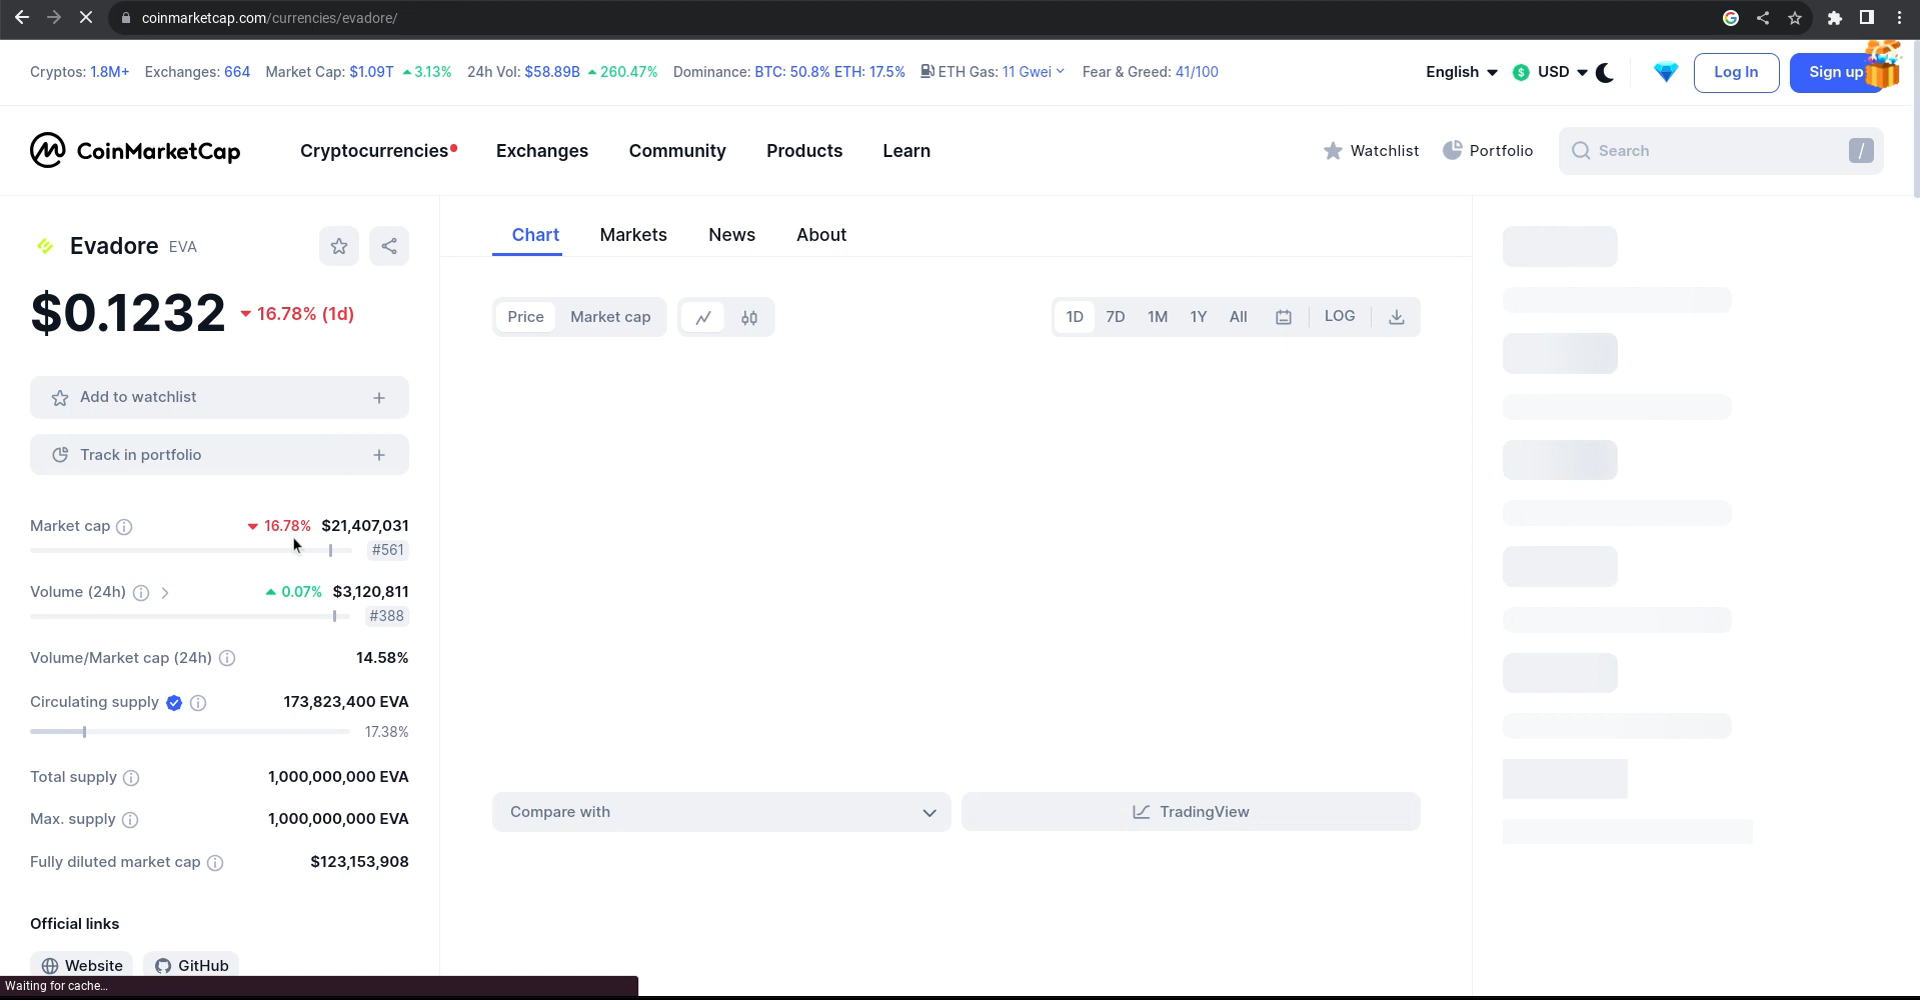 coinmarketcap.com/currencies/evadore/
Cryptos: 1.8M+ Exchanges: 664 Market Cap: $1.09T 3.13% 24h Vol: $58.89B 260.47% Dominance: BTC: 50.8% ETH: 17.5% ETH Gas: 11 Gwei Fear & Greed: 41/100 English $ USD Log In Sign up
CoinMarketCap Cryptocurrencies Exchanges Community Products Learn Watchlist Portfolio Search /
Chart Markets News About
Evadore EVA
$0.1232 16.78% (1d)
Price Market cap 1D 7D 1M 1Y All LOG
Add to watchlist +
Track in portfolio +
Market cap 16.78% $21,407,031
#561
Volume (24h) 0.07% $3,120,811
#388
Volume/Market cap (24h) 14.58%
Circulating supply 173,823,400 EVA
17.38%
Total supply 1,000,000,000 EVA
Max. supply 1,000,000,000 EVA
Compare with TradingView
Fully diluted market cap $123,153,908
Official links
Website GitHub
Waiting for cache...